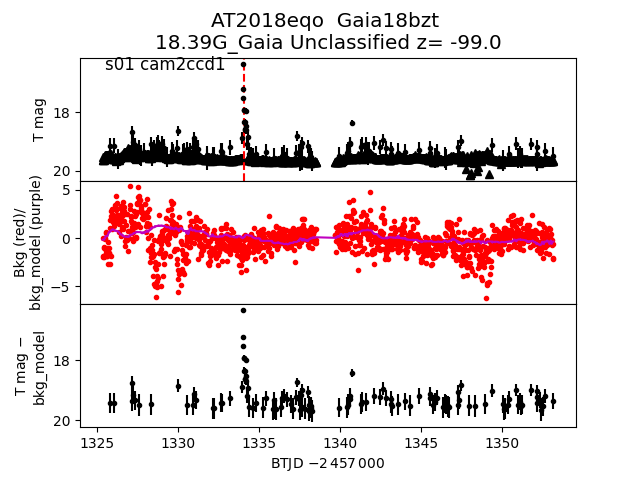 AT2018eqo  Gaia18bzt
18.39G_Gaia Unclassified z= -99.0
s01 cam2ccd1
T mag
18
20
Bkg (red)/
bkg_model (purple)
5
0
−5
T mag −
bkg_model
18
20
1325 1330 1335 1340 1345 1350
BTJD −2 457 000